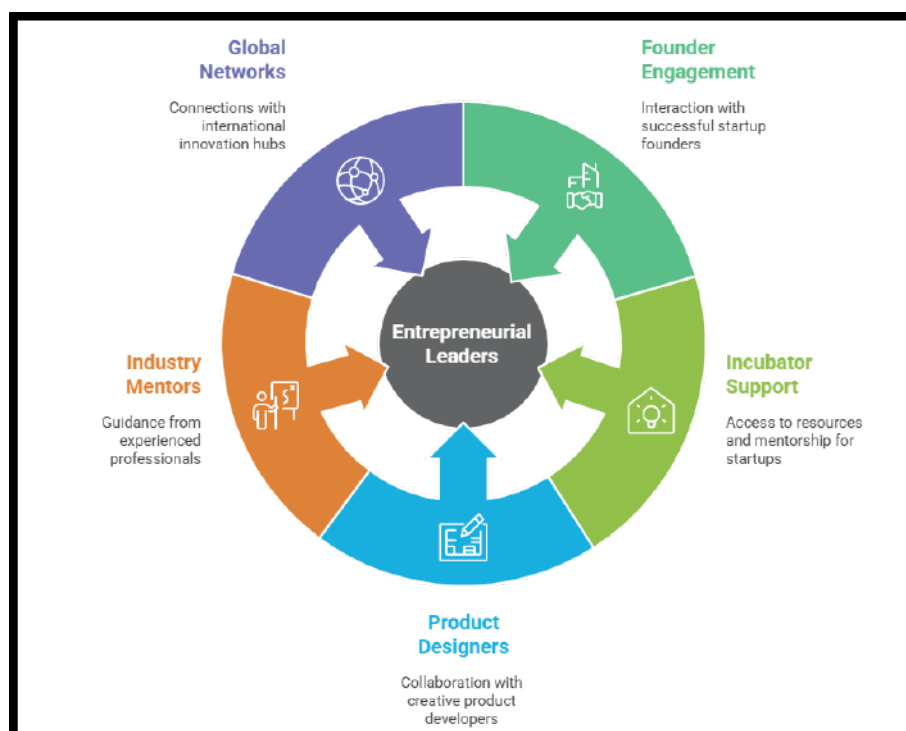 Global
Networks
Connections with
international
innovation hubs
Founder
Engagement
Interaction with
successful startup
founders
Entrepreneurial
Leaders
Industry
Mentors
Guidance from
experienced
professionals
Incubator
Support
Access to resources
and mentorship for
startups
Product
Designers
Collaboration with
creative product
developers